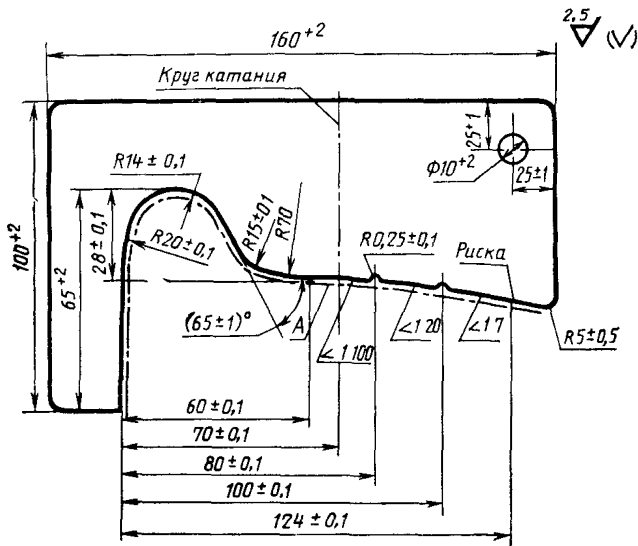 2,5
(√)
160⁺²
Круг катания
25±1
R14±0,1
Ф10⁺²
25±1
100⁺²
65⁺²
28±0,1
R20±0,1
R15±0,1
R70
R0,25±0,1
Риска
(65±1)°
А
<1 100
<1 20
<1 7
R5±0,5
60±0,1
70±0,1
80±0,1
100±0,1
124±0,1